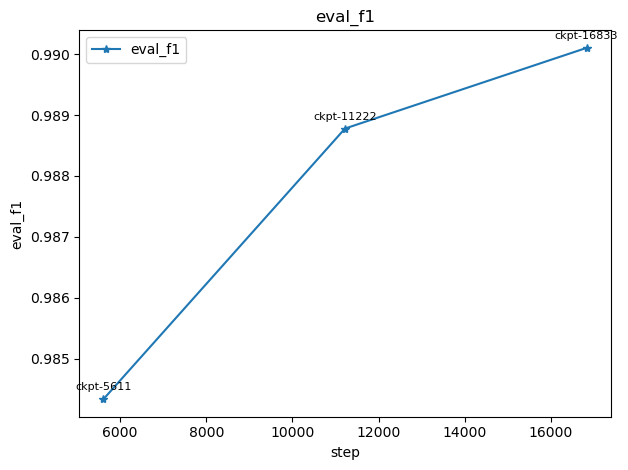 eval_f1
ckpt-16833
0.990
eval_f1
0.989
ckpt-11222
0.988
0.987
eval_f1
0.986
0.985
ckpt-5611
6000 8000 10000 12000 14000 16000
step